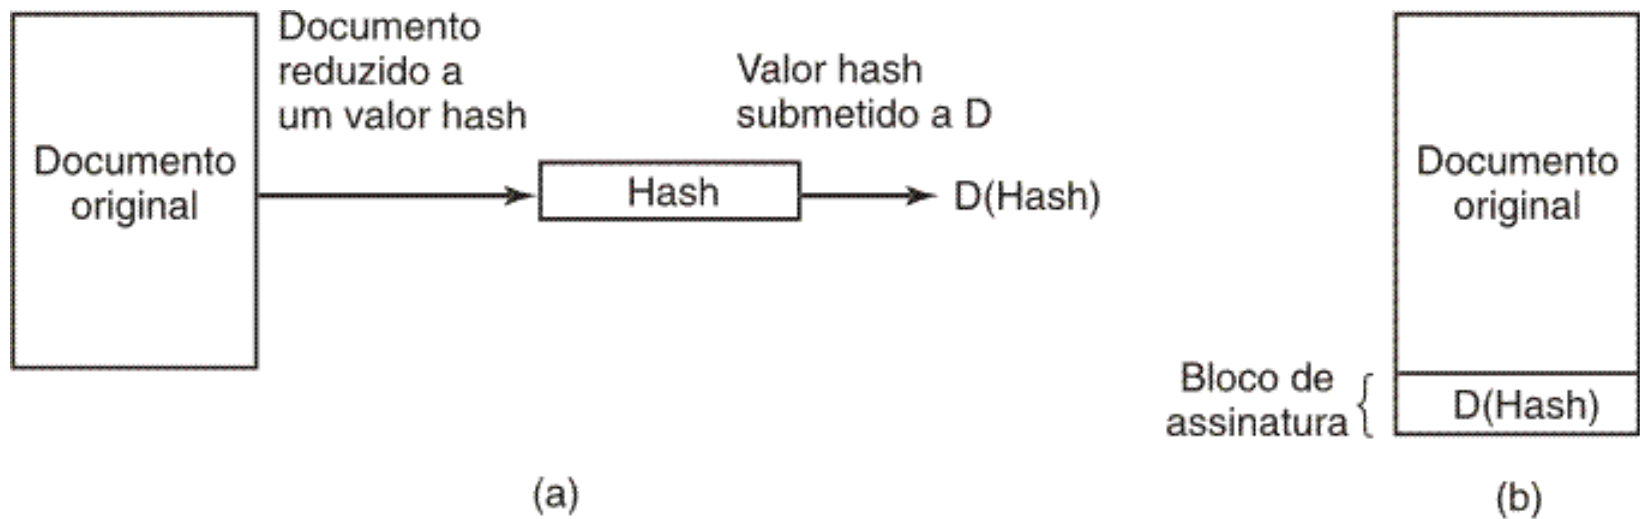 Documento
original
Documento
reduzido a
um valor hash
Hash
Valor hash
submetido a D
D(Hash)
(a)
Documento
original
Bloco de
assinatura
D(Hash)
(b)